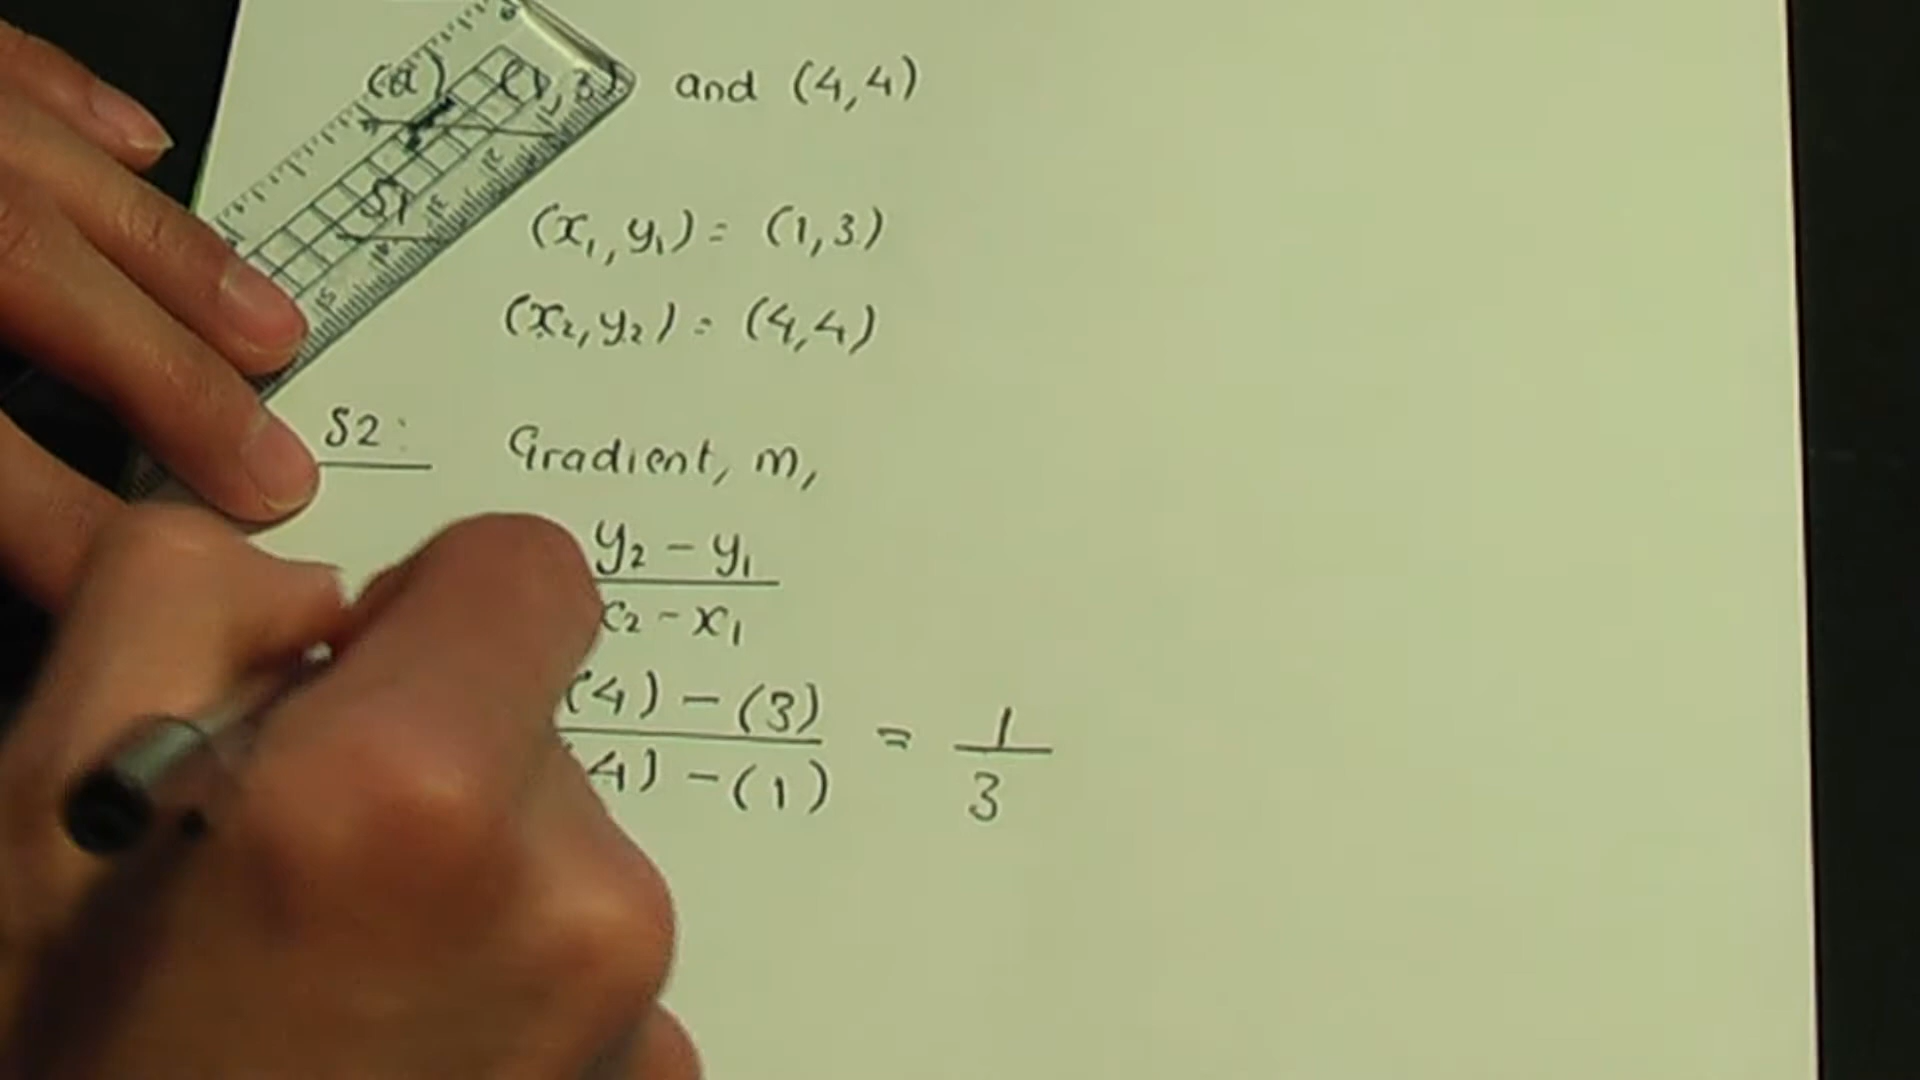 (a) (1,3) and (4,4)
S1
(x₁,y₁) = (1,3)
(x₂,y₂) = (4,4)
S2: Gradient, m,
y₂ - y₁
x₂ - x₁
(4) - (3) = 1
4) - (1) 3